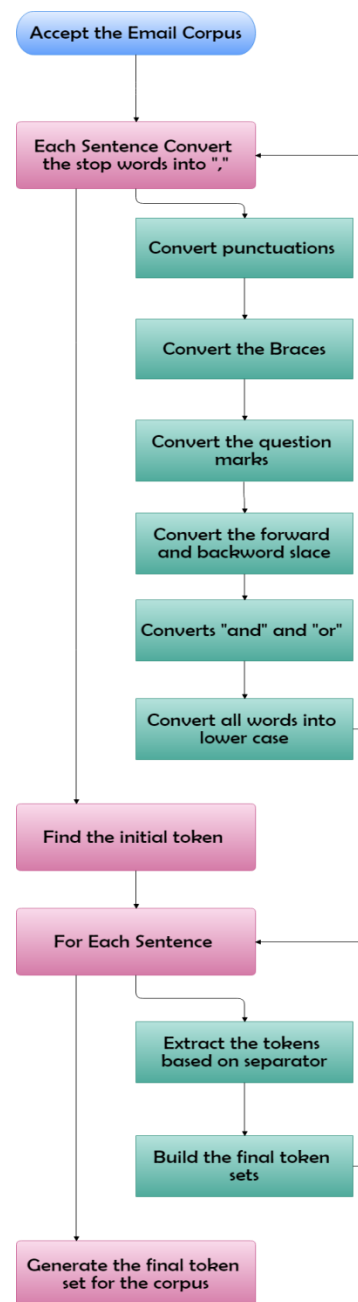 Accept the Email Corpus
Each Sentence Convert
the stop words into ","
Convert punctuations
Convert the Braces
Convert the question
marks
Convert the forward
and backword slace
Converts "and" and "or"
Convert all words into
lower case
Find the initial token
For Each Sentence
Extract the tokens
based on separator
Build the final token
sets
Generate the final token
set for the corpus